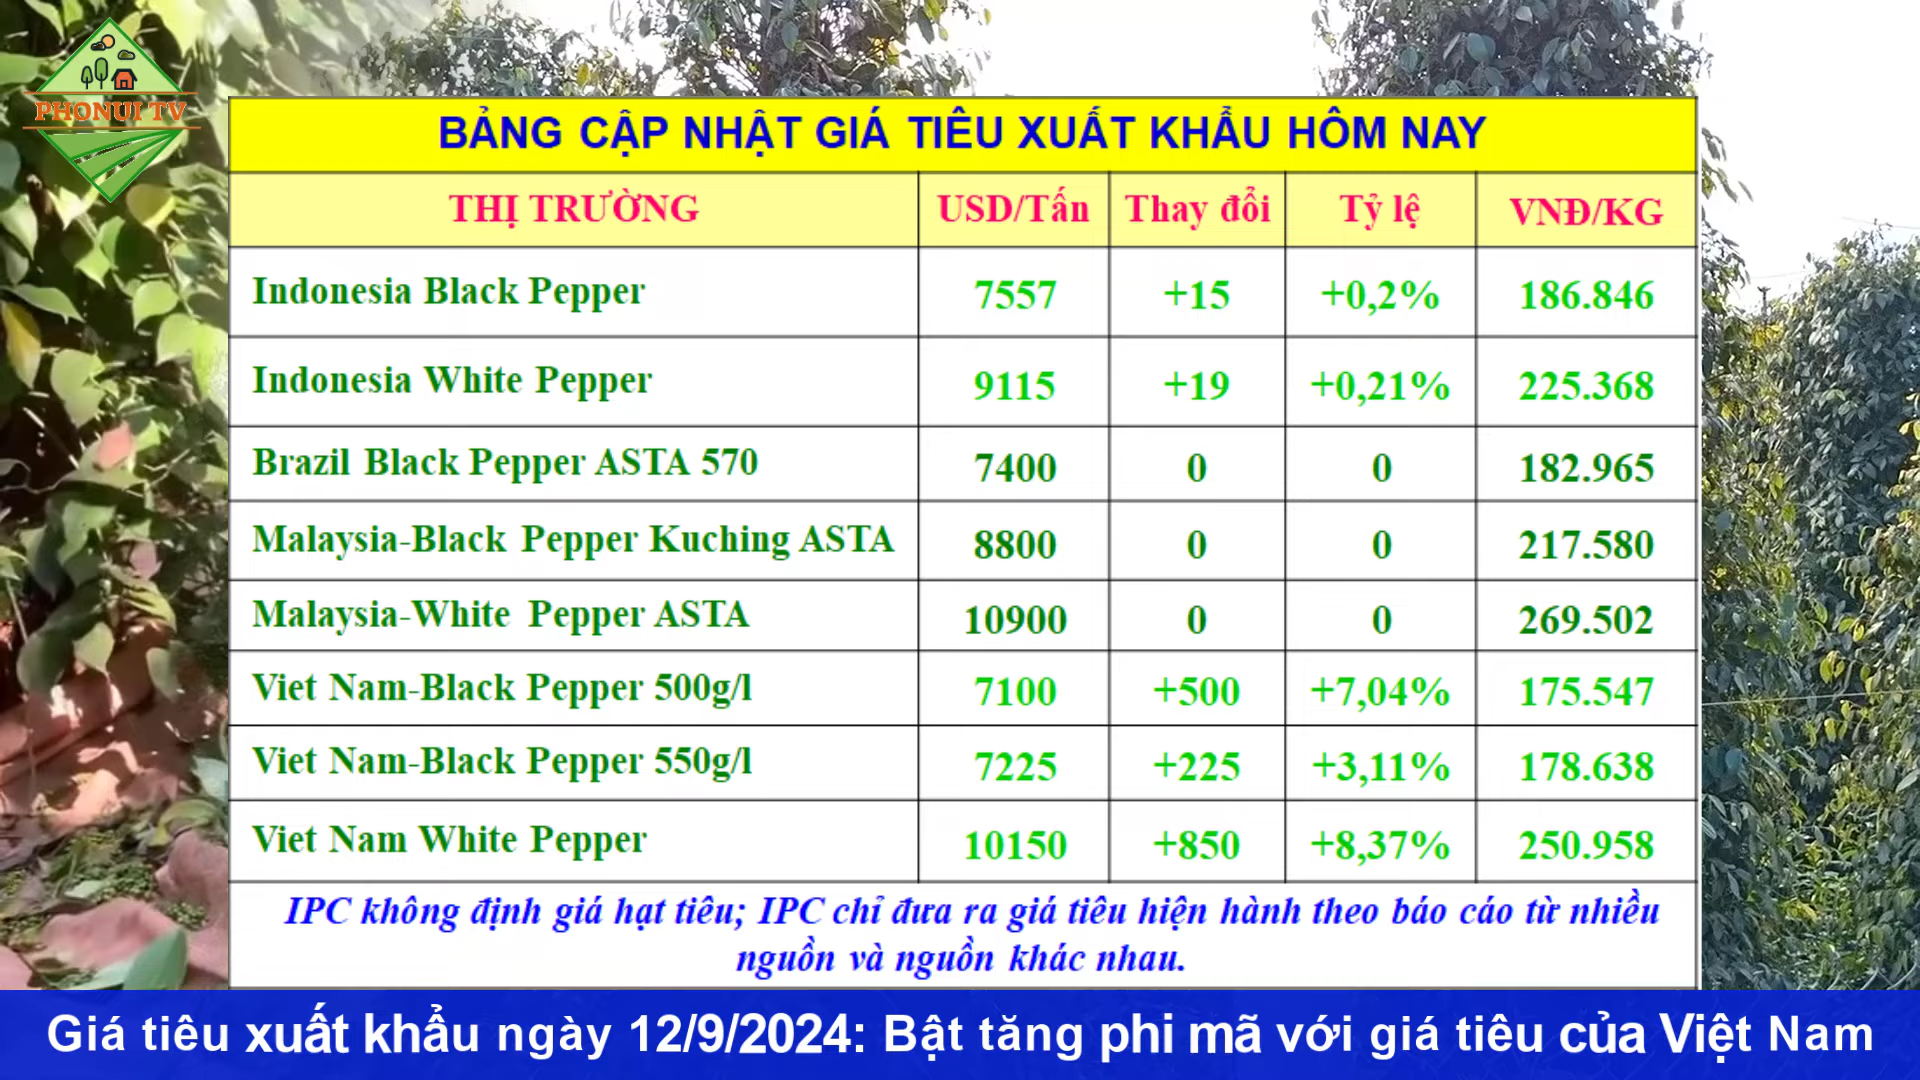 PHONUI TV
BẢNG CẬP NHẬT GIÁ TIÊU XUẤT KHẨU HÔM NAY
THỊ TRƯỜNG USD/Tấn Thay đổi Tỷ lệ VNĐ/KG
Indonesia Black Pepper 7557 +15 +0,2% 186.846
Indonesia White Pepper 9115 +19 +0,21% 225.368
Brazil Black Pepper ASTA 570 7400 0 0 182.965
Malaysia-Black Pepper Kuching ASTA 8800 0 0 217.580
Malaysia-White Pepper ASTA 10900 0 0 269.502
Viet Nam-Black Pepper 500g/l 7100 +500 +7,04% 175.547
Viet Nam-Black Pepper 550g/l 7225 +225 +3,11% 178.638
Viet Nam White Pepper 10150 +850 +8,37% 250.958
IPC không định giá hạt tiêu; IPC chỉ đưa ra giá tiêu hiện hành theo báo cáo từ nhiều
nguồn và nguồn khác nhau.
Giá tiêu xuất khẩu ngày 12/9/2024: Bật tăng phi mã với giá tiêu của Việt Nam